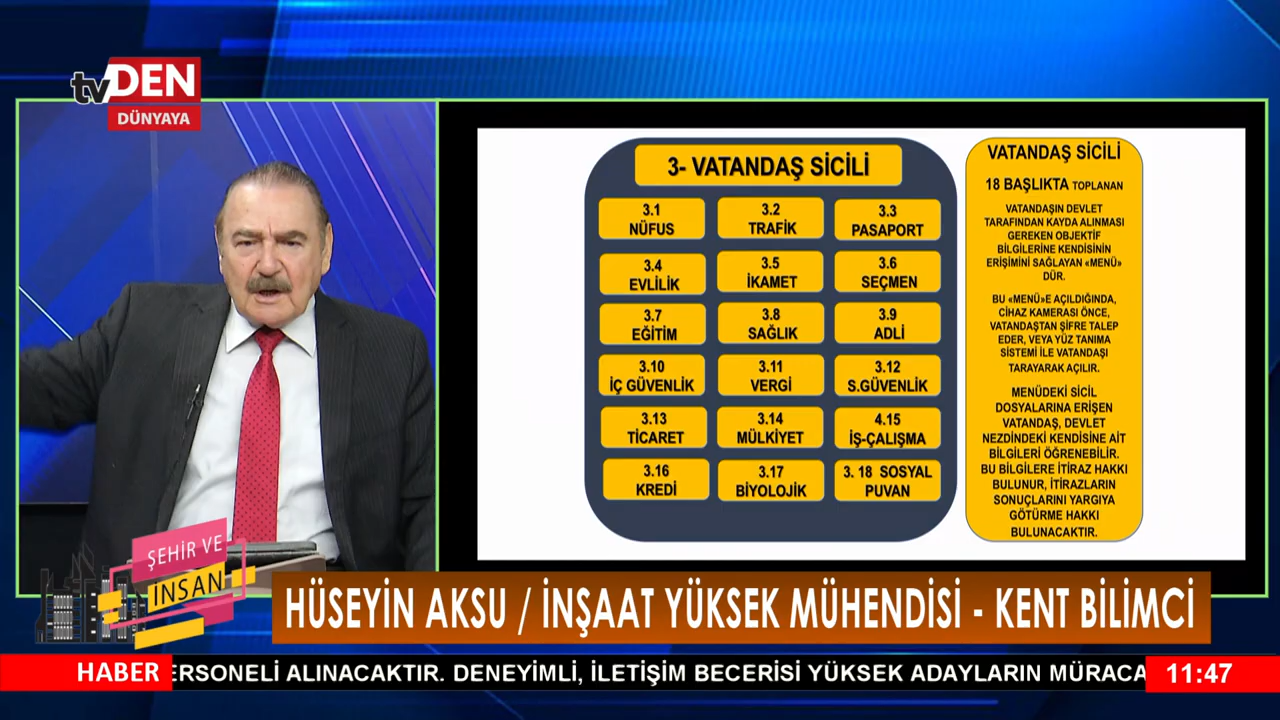 tvDEN
DÜNYAYA
3- VATANDAŞ SİCİLİ
3.1
NÜFUS
3.2
TRAFİK
3.3
PASAPORT
3.4
EVLİLİK
3.5
İKAMET
3.6
SEÇMEN
3.7
EĞİTİM
3.8
SAĞLIK
3.9
ADLİ
3.10
İÇ GÜVENLİK
3.11
VERGİ
3.12
S.GÜVENLİK
3.13
TİCARET
3.14
MÜLKİYET
4.15
İŞ-ÇALIŞMA
3.16
KREDİ
3.17
BİYOLOJİK
3. 18 SOSYAL
PUVAN
VATANDAŞ SİCİLİ
18 BAŞLIKTA TOPLANAN
VATANDAŞIN DEVLET
TARAFINDAN KAYDA ALINMASI
GEREKEN OBJEKTİF
BİLGİLERİNE KENDİSİNİN
ERİŞİMİNİ SAĞLAYAN «MENÜ»
DÜR.
BU «MENÜ»E AÇILDIĞINDA,
CİHAZ KAMERASI ÖNCE,
VATANDAŞTAN ŞİFRE TALEP
EDER, VEYA YÜZ TANIMA
SİSTEMİ İLE VATANDAŞI
TARAYARAK AÇILIR.
MENÜDEKİ SİCİL
DOSYALARINA ERİŞEN
VATANDAŞ, DEVLET
NEZDİNDEKİ KENDİSİNE AİT
BİLGİLERİ ÖĞRENEBİLİR.
BU BİLGİLERE İTİRAZ HAKKI
BULUNUR, İTİRAZLARIN
SONUÇLARINI YARGIYA
GÖTÜRME HAKKI
BULUNACAKTIR.
ŞEHİR VE
İNSAN
HÜSEYİN AKSU / İNŞAAT YÜKSEK MÜHENDİSİ - KENT BİLİMCİ
HABER
ERSONELİ ALINACAKTIR. DENEYİMLİ, İLETİŞİM BECERİSİ YÜKSEK ADAYLARIN MÜRACA
11:47